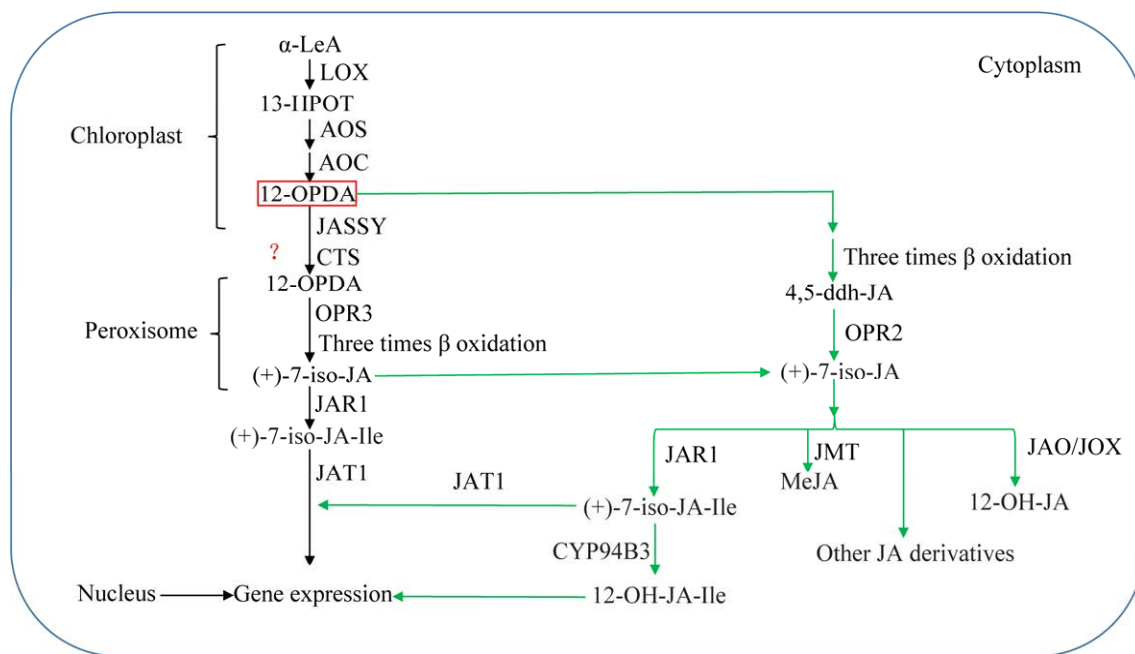 α-LeA
Cytoplasm
LOX
13-HPOT
Chloroplast
AOS
AOC
12-OPDA
JASSY
?
CTS
Three times β oxidation
12-OPDA
4,5-ddh-JA
OPR3
Peroxisome
OPR2
Three times β oxidation
(+)-7-iso-JA
(+)-7-iso-JA
JAR1
(+)-7-iso-JA-Ile
JAR1
JMT
JAO/JOX
JAT1
JAT1
MeJA
12-OH-JA
(+)-7-iso-JA-Ile
CYP94B3
Other JA derivatives
Nucleus
Gene expression
12-OH-JA-Ile